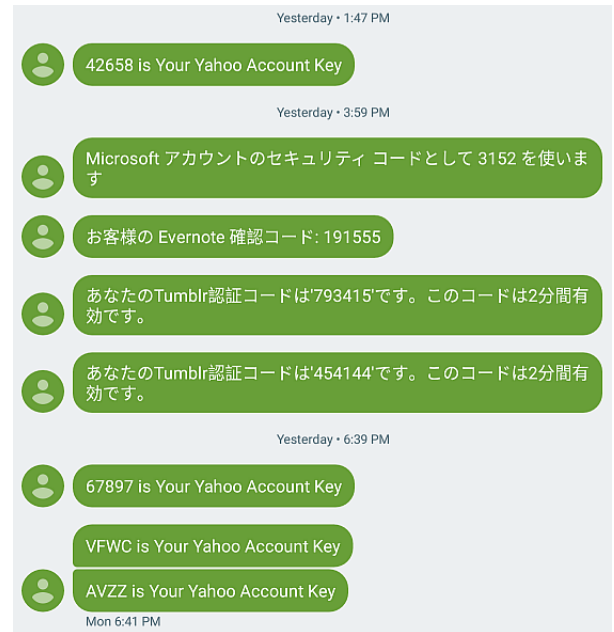 Yesterday • 1:47 PM
42658 is Your Yahoo Account Key
Yesterday • 3:59 PM
Microsoft アカウントのセキュリティ コードとして 3152 を使いま
す
お客様の Evernote 確認コード: 191555
あなたのTumblr認証コードは'793415'です。このコードは2分間有
効です。
あなたのTumblr認証コードは'454144'です。このコードは2分間有
効です。
Yesterday • 6:39 PM
67897 is Your Yahoo Account Key
VFWC is Your Yahoo Account Key
AVZZ is Your Yahoo Account Key
Mon 6:41 PM